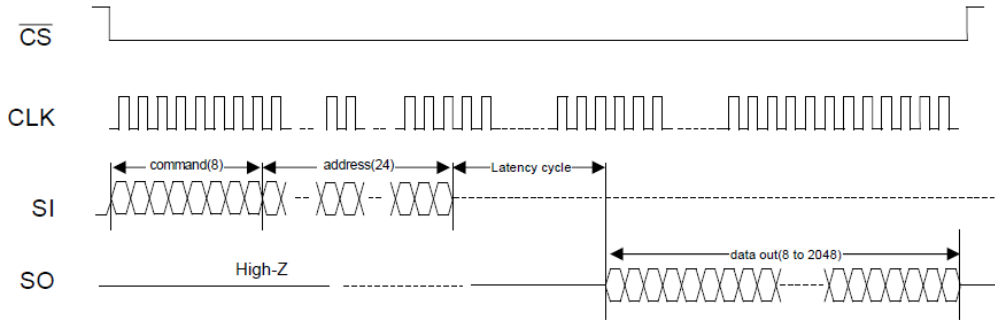 CS
CLK
command(8) address(24) Latency cycle
SI
data out(8 to 2048)
High-Z
SO